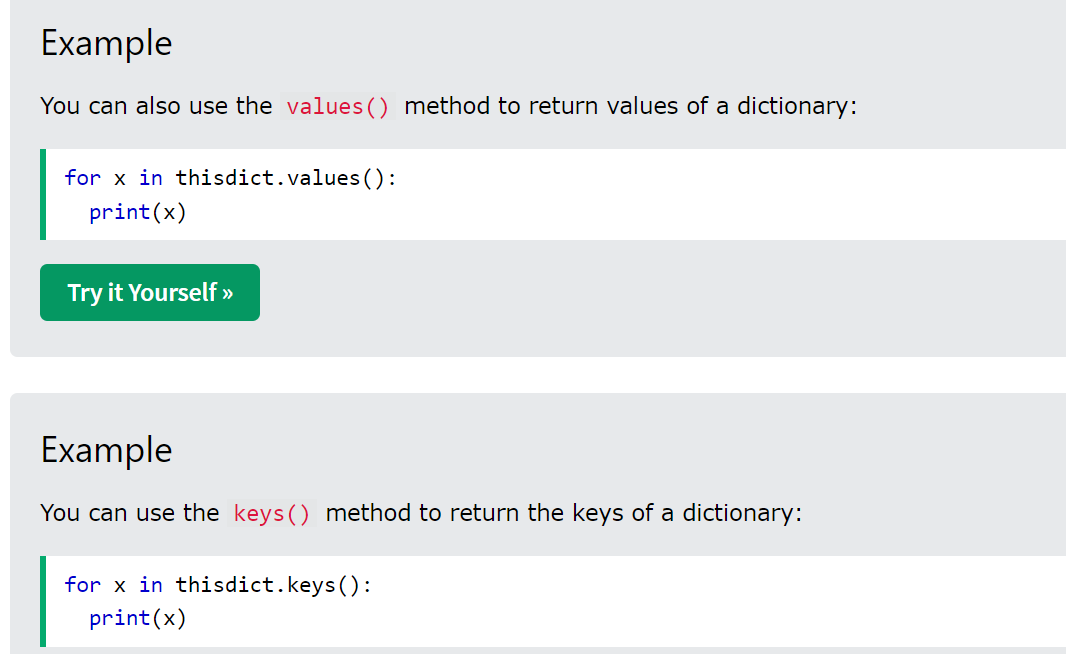 Example
You can also use the values() method to return values of a dictionary:
for x in thisdict.values():
  print(x)
Try it Yourself »
Example
You can use the keys() method to return the keys of a dictionary:
for x in thisdict.keys():
  print(x)